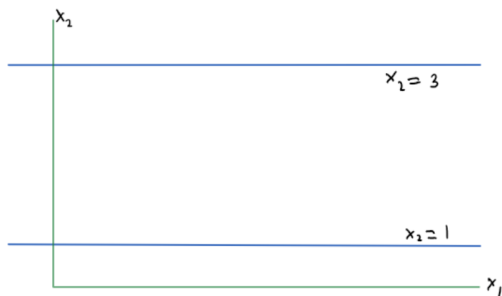 x₂
x₂ = 3
x₂ = 1
x₁